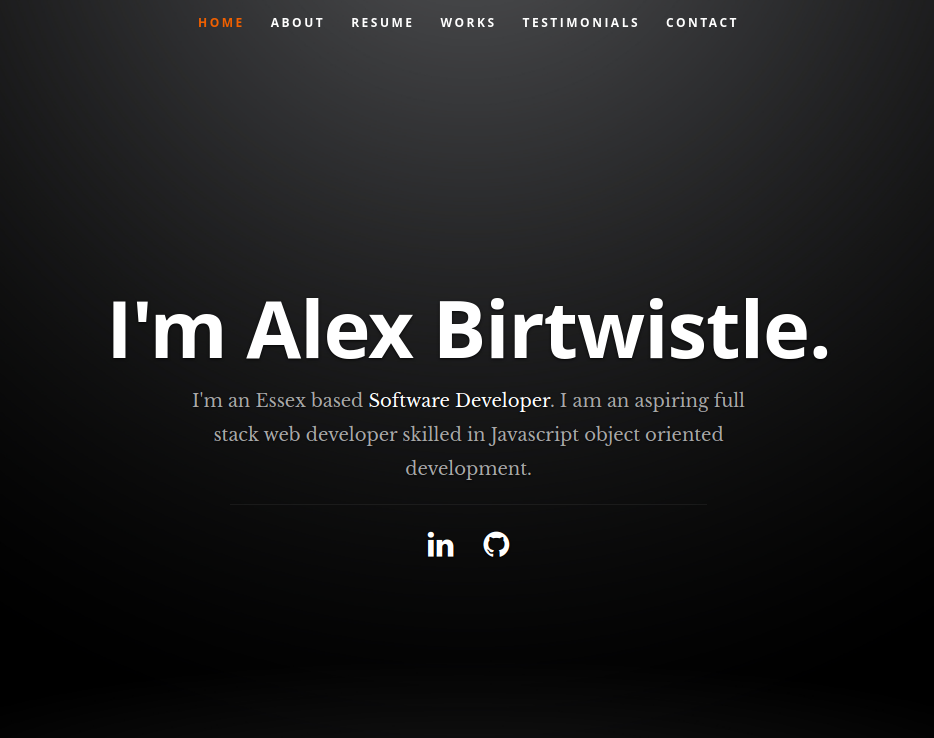 HOME ABOUT RESUME WORKS TESTIMONIALS CONTACT
I'm Alex Birtwistle.
I'm an Essex based Software Developer. I am an aspiring full
stack web developer skilled in Javascript object oriented
development.
in